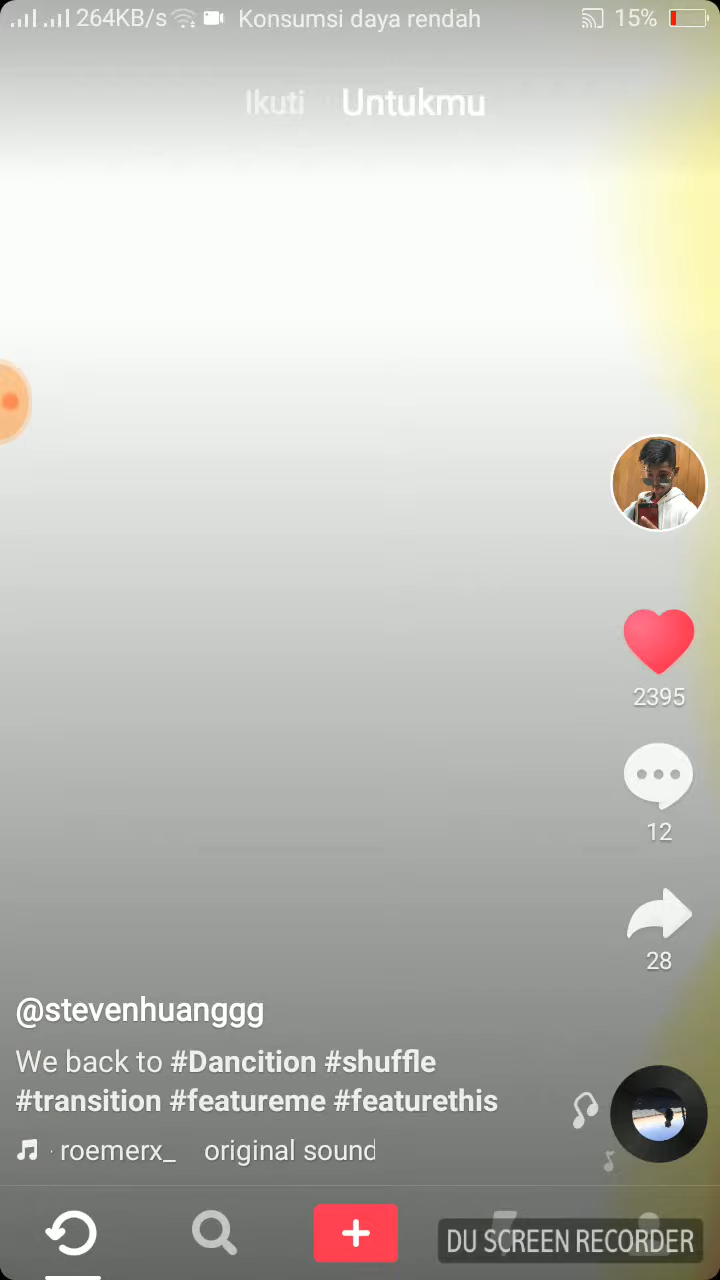 264KB/s Konsumsi daya rendah 15%
Ikuti Untukmu
2395
12
28
@stevenhuanggg
We back to #Dancition #shuffle
#transition #featureme #featurethis
· roemerx_ original sound
DU SCREEN RECORDER